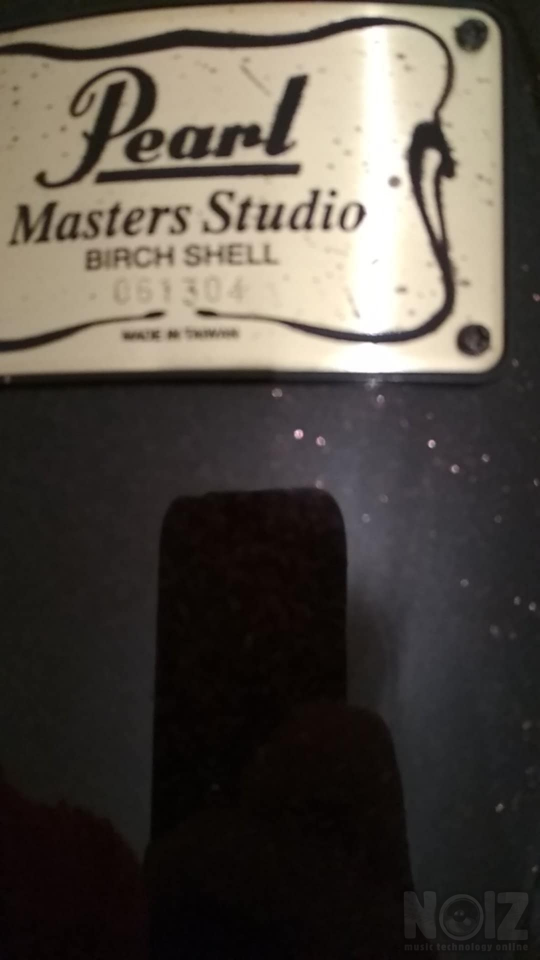 Pearl
Masters Studio
BIRCH SHELL
061304
MADE IN TAIWAN
NOIZ
music technology online